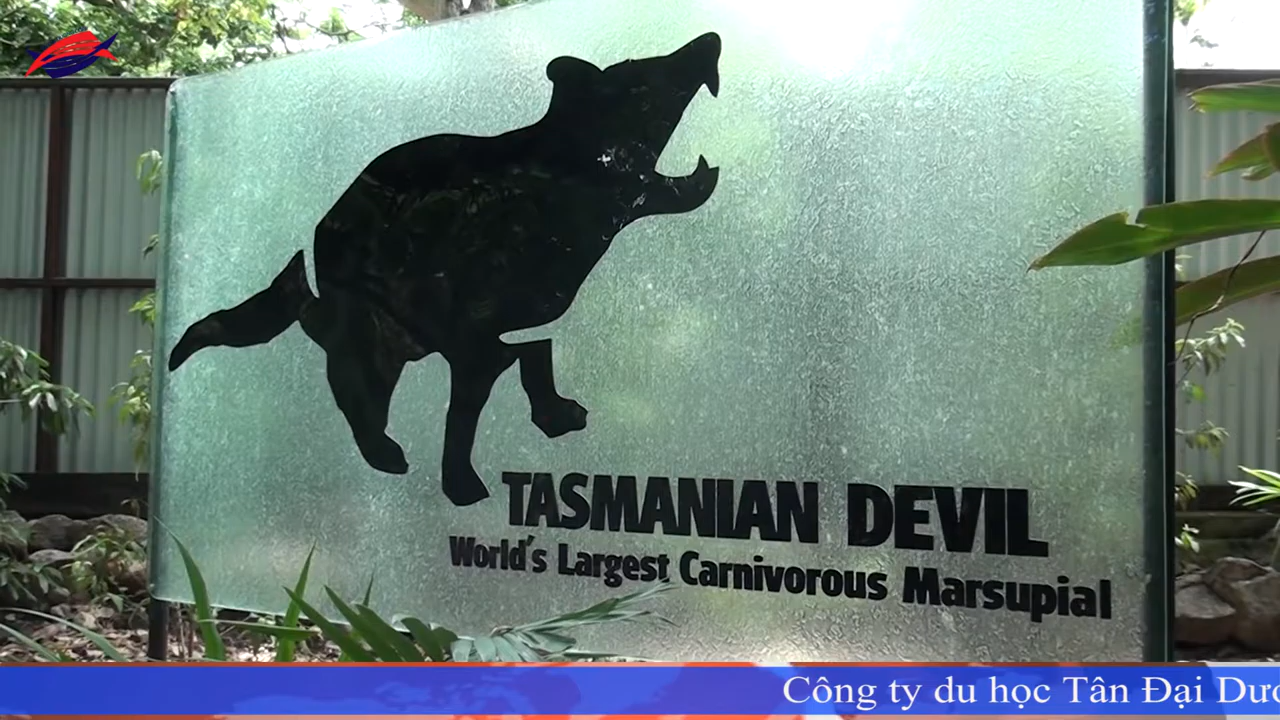 TASMANIAN DEVIL
World's Largest Carnivorous Marsupial
Công ty du học Tân Đại